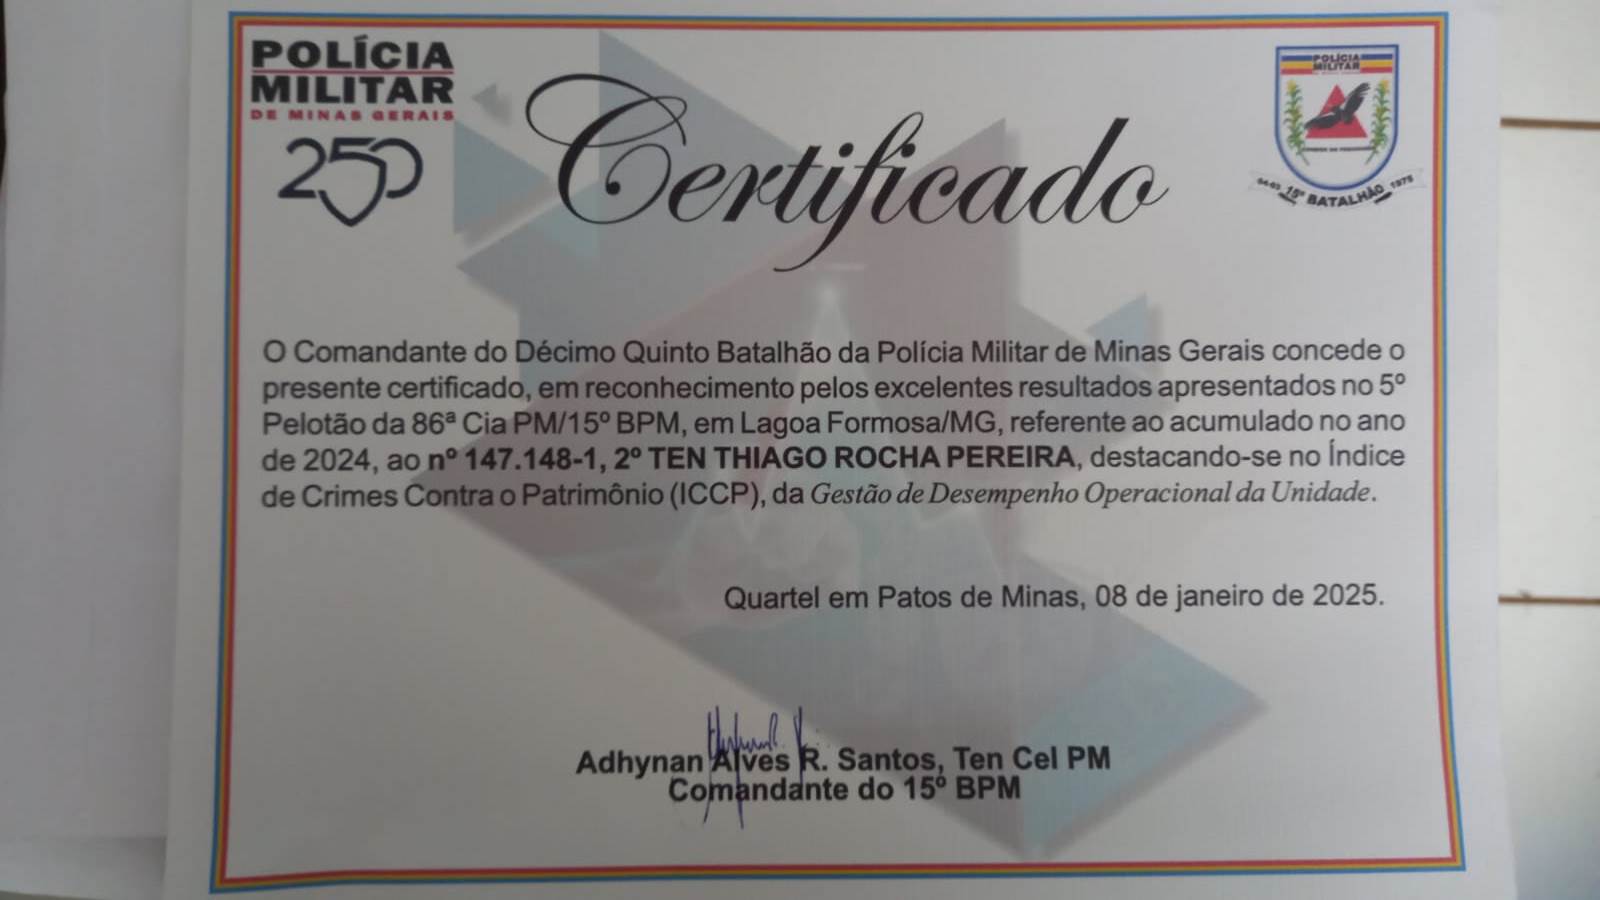 POLÍCIA
MILITAR
DE MINAS GERAIS
250
Certificado
POLÍCIA
MILITAR
15º BATALHÃO
O Comandante do Décimo Quinto Batalhão da Polícia Militar de Minas Gerais concede o
presente certificado, em reconhecimento pelos excelentes resultados apresentados no 5º
Pelotão da 86ª Cia PM/15º BPM, em Lagoa Formosa/MG, referente ao acumulado no ano
de 2024, ao nº 147.148-1, 2º TEN THIAGO ROCHA PEREIRA, destacando-se no Índice
de Crimes Contra o Patrimônio (ICCP), da Gestão de Desempenho Operacional da Unidade.
Quartel em Patos de Minas, 08 de janeiro de 2025.
Adhynan Alves R. Santos, Ten Cel PM
Comandante do 15º BPM